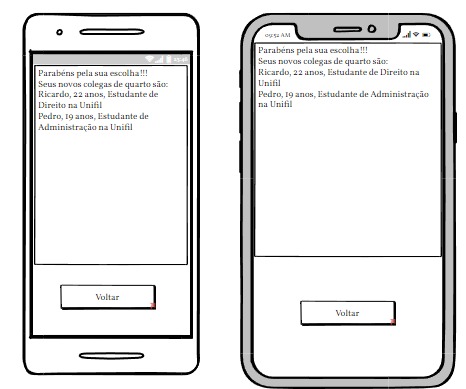 Parabéns pela sua escolha!!!
Seus novos colegas de quarto são:
Ricardo, 22 anos, Estudante de
Direito na Unifil
Pedro, 19 anos, Estudante de
Administração na Unifil
Voltar
09:52 AM
Parabéns pela sua escolha!!!
Seus novos colegas de quarto são:
Ricardo, 22 anos, Estudante de Direito na
Unifil
Pedro, 19 anos, Estudante de Administração
na Unifil
Voltar